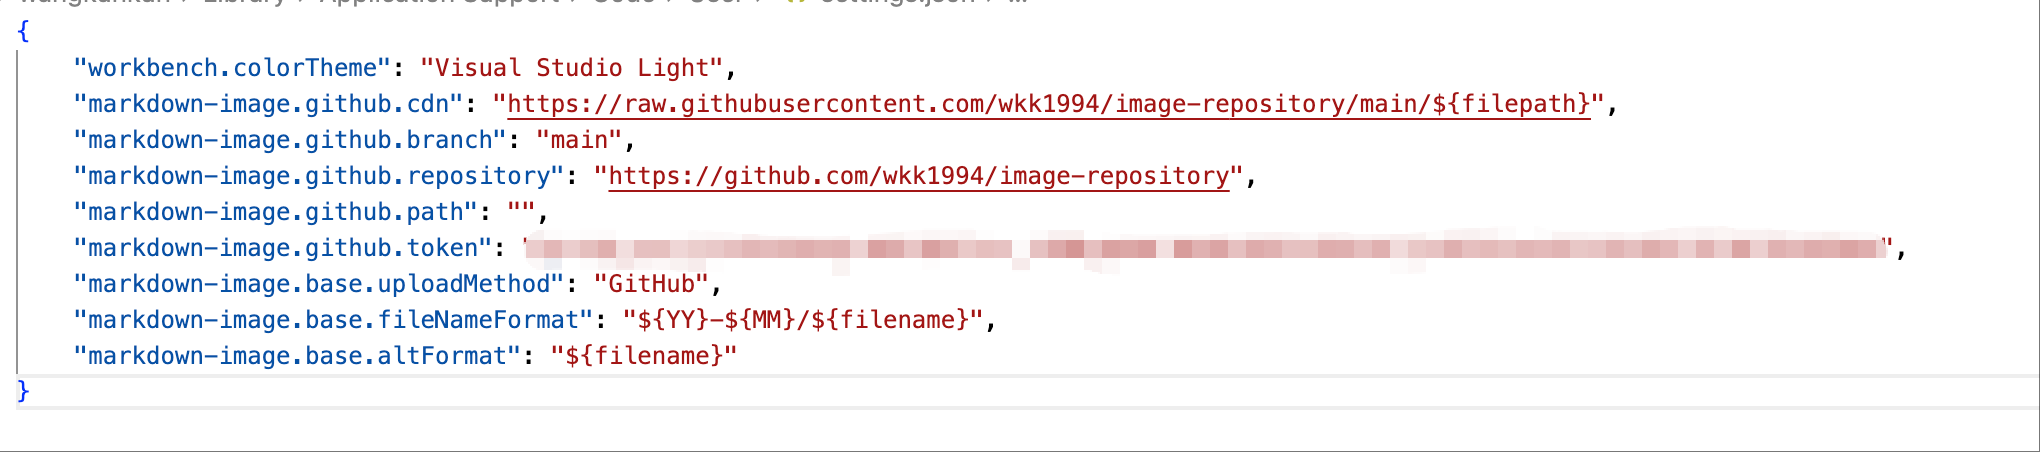 {
"workbench.colorTheme": "Visual Studio Light",
"markdown-image.github.cdn": "https://raw.githubusercontent.com/wkk1994/image-repository/main/${filepath}",
"markdown-image.github.branch": "main",
"markdown-image.github.repository": "https://github.com/wkk1994/image-repository",
"markdown-image.github.path": "",
"markdown-image.github.token": "",
"markdown-image.base.uploadMethod": "GitHub",
"markdown-image.base.fileNameFormat": "${YY}-${MM}/${filename}",
"markdown-image.base.altFormat": "${filename}"
}